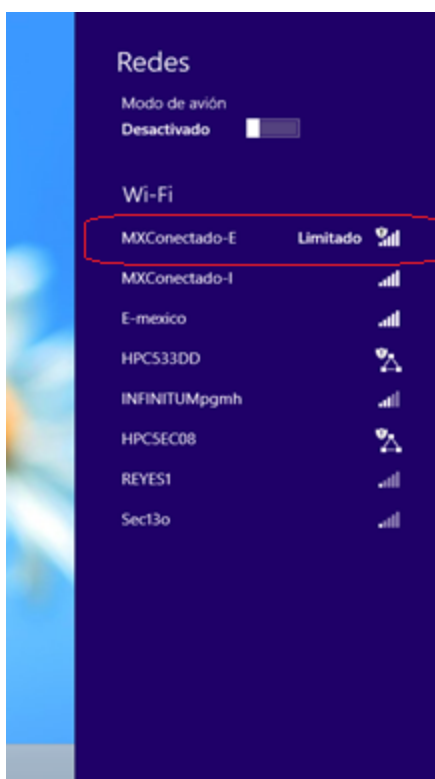 Redes
Modo de avión
Desactivado
Wi-Fi
MXConectado-E Limitado
MXConectado-I
E-mexico
HPC533DD
INFINITUMpgmh
HPC5EC08
REYES1
Sec13o